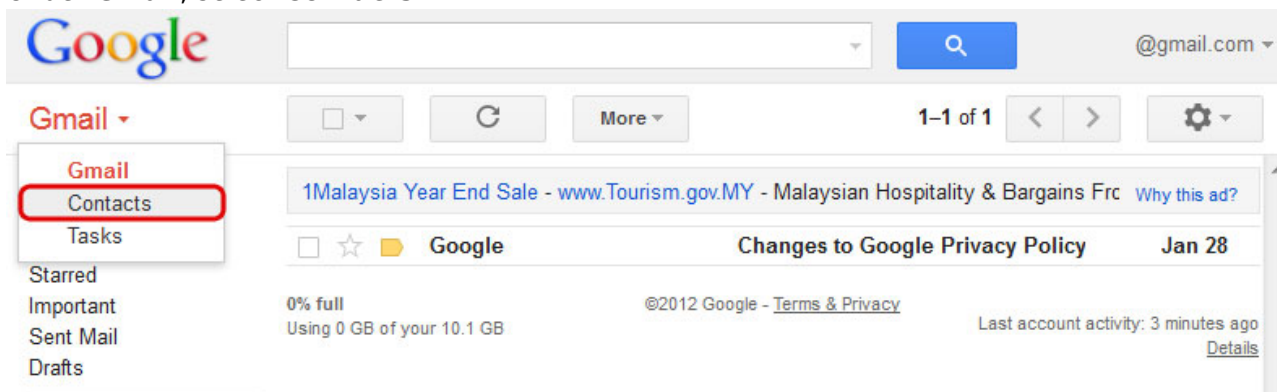 Google
@gmail.com
Gmail
More
1–1 of 1
Gmail
Contacts
Tasks
1Malaysia Year End Sale - www.Tourism.gov.MY - Malaysian Hospitality & Bargains Frc Why this ad?
Google Changes to Google Privacy Policy Jan 28
Starred
Important
Sent Mail
Drafts
0% full
Using 0 GB of your 10.1 GB
©2012 Google - Terms & Privacy
Last account activity: 3 minutes ago
Details